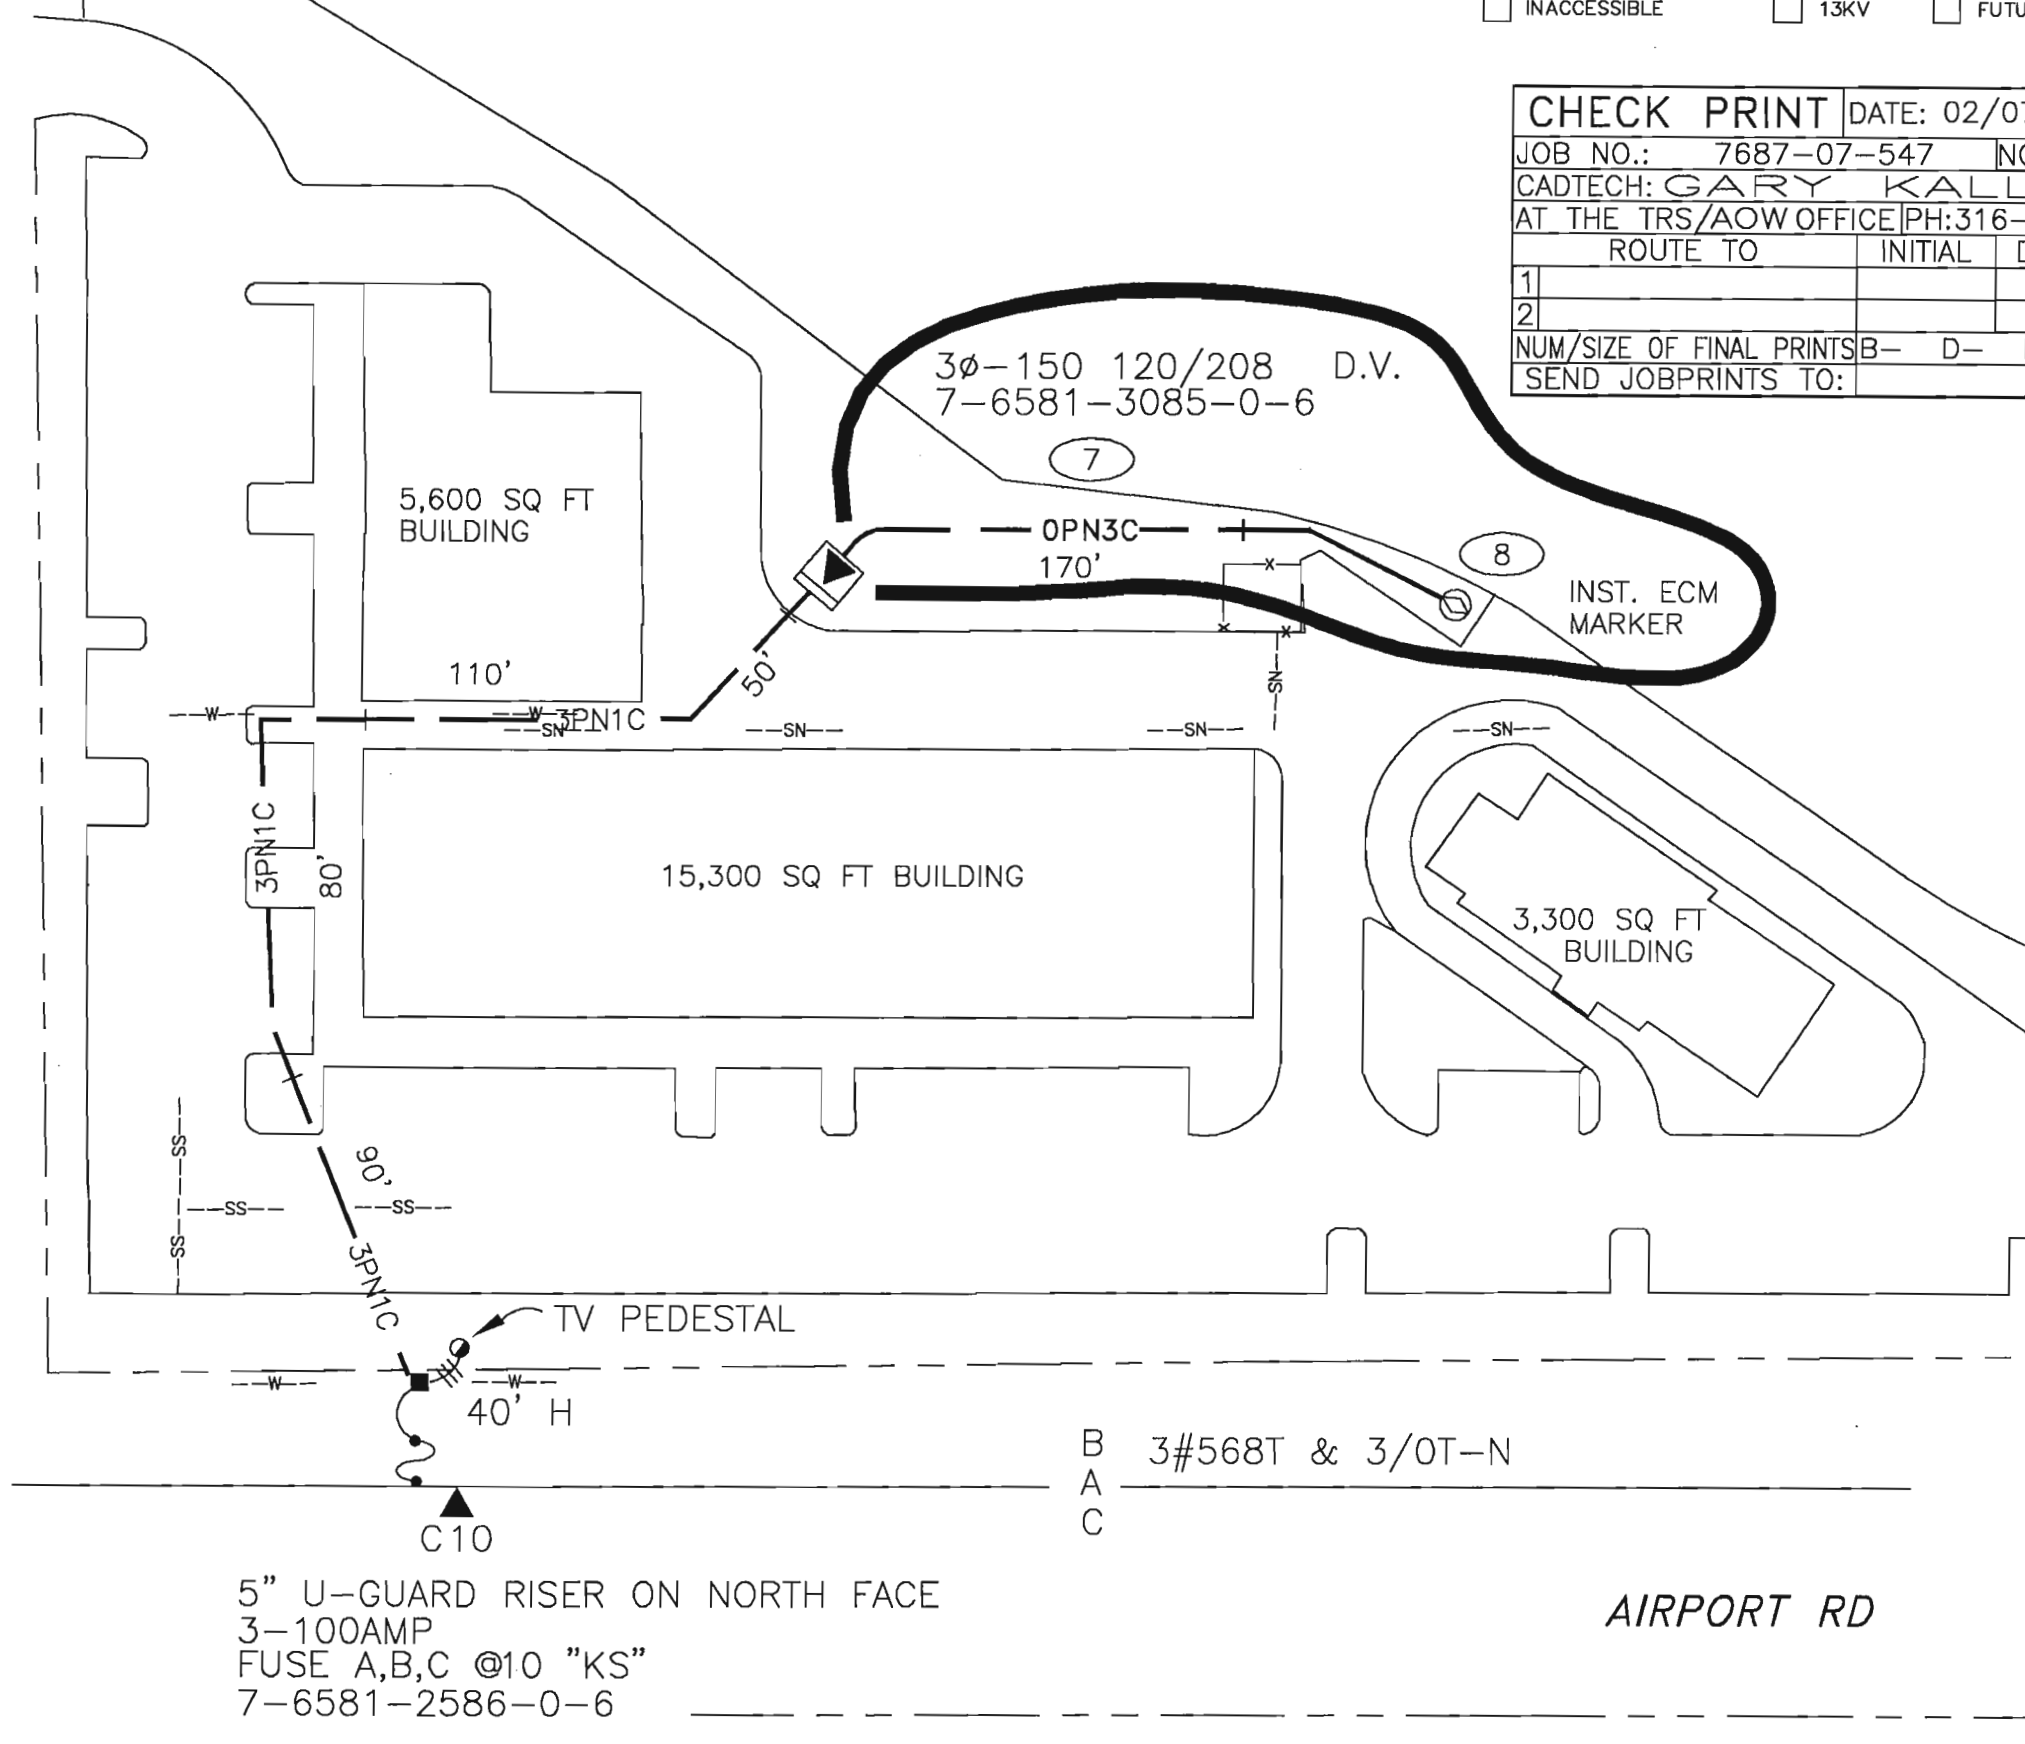 INACCESSIBLE 13KV
CHECK PRINT DATE: 02/07
JOB NO.: 7687-07-547
CADTECH: GARY KALL
AT THE TRS/AOW OFFICE PH:316-
ROUTE TO INITIAL
1
2
NUM/SIZE OF FINAL PRINTS B- D-
SEND JOBPRINTS TO:
3ø-150 120/208 D.V.
7-6581-3085-0-6
7
5,600 SQ FT
BUILDING
0PN3C
170'
8
INST. ECM
MARKER
110'
50'
W
W
3PN1C
SN
SN
SN
SN
SN
3PN1C
80'
15,300 SQ FT BUILDING
3,300 SQ FT
BUILDING
90'
SS
SS
SS
SS
3PN1C
TV PEDESTAL
W
W
40' H
B
A
C
3#568T & 3/0T-N
C10
5" U-GUARD RISER ON NORTH FACE
3-100AMP
FUSE A,B,C @10 "KS"
7-6581-2586-0-6
AIRPORT RD